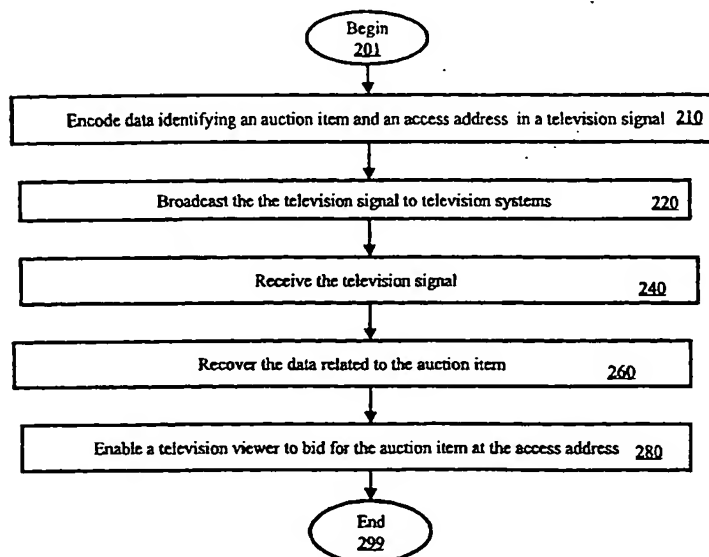 Begin
201
Encode data identifying an auction item and an access address in a television signal 210
Broadcast the the television signal to television systems 220
Receive the television signal 240
Recover the data related to the auction item 260
Enable a television viewer to bid for the auction item at the access address 280
End
299